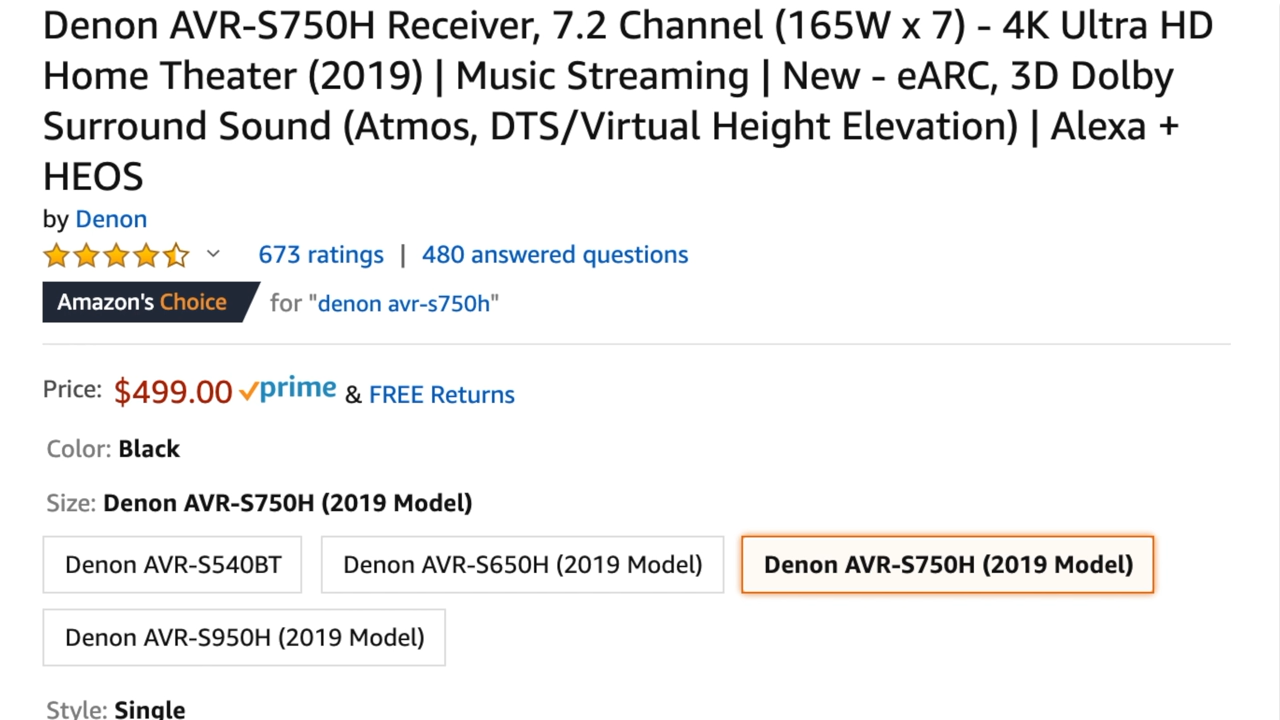 Denon AVR-S750H Receiver, 7.2 Channel (165W x 7) - 4K Ultra HD
Home Theater (2019) | Music Streaming | New - eARC, 3D Dolby
Surround Sound (Atmos, DTS/Virtual Height Elevation) | Alexa +
HEOS
by Denon
673 ratings | 480 answered questions
Amazon's Choice for "denon avr-s750h"
Price: $499.00 prime & FREE Returns
Color: Black
Size: Denon AVR-S750H (2019 Model)
Denon AVR-S540BT Denon AVR-S650H (2019 Model) Denon AVR-S750H (2019 Model)
Denon AVR-S950H (2019 Model)
Style: Single